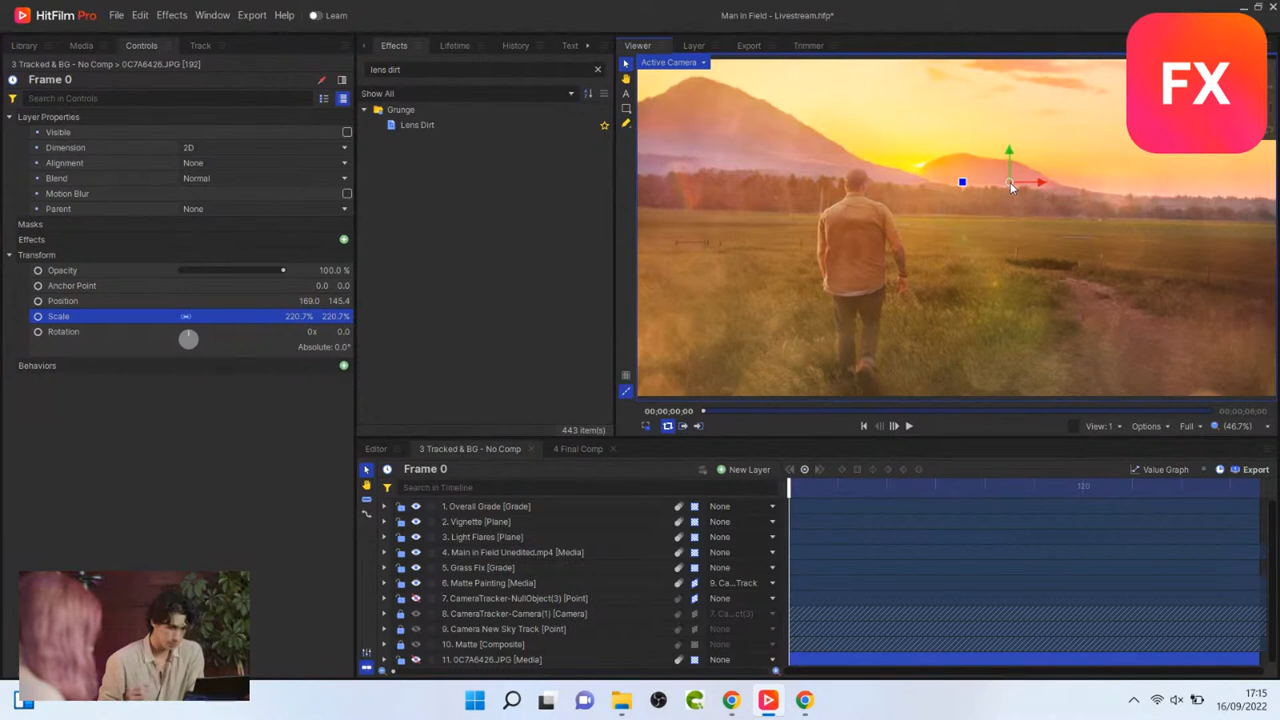 HitFilm Pro File Edit Effects Window Export Help Learn Man in Field - Livestream.hfp*
FX
Library Media Controls Track
Effects Lifetime History Text
Viewer Layer Export Trimmer
3 Tracked & BG - No Comp > 0C7A6426.JPG [192]
Frame 0
Search in Controls
Layer Properties
Visible
Dimension 2D
Alignment None
Blend Normal
Motion Blur
Parent None
Masks
Effects
Transform
Opacity 100.0 %
Anchor Point 0.0 0.0
Position 169.0 145.4
Scale 220.7% 220.7%
Rotation 0x 0.0
Absolute: 0.0°
Behaviors
lens dirt
Show All
Grunge
Lens Dirt
443 item(s)
Active Camera
00;00;00;00 00;00;06;00
View: 1 Options Full (46.7%)
Editor 3 Tracked & BG - No Comp 4 Final Comp
Frame 0 New Layer Value Graph Export
Search in Timeline 120
1. Overall Grade [Grade] None
2. Vignette [Plane] None
3. Light Flares [Plane] None
4. Main in Field Unedited.mp4 [Media] None
5. Grass Fix [Grade] None
6. Matte Painting [Media] 9. Ca...Track
7. CameraTracker-NullObject(3) [Point] None
8. CameraTracker-Camera(1) [Camera] 7. Ca...ct(3)
9. Camera New Sky Track [Point] None
10. Matte [Composite] None
11. 0C7A6426.JPG [Media] None
17:15
16/09/2022